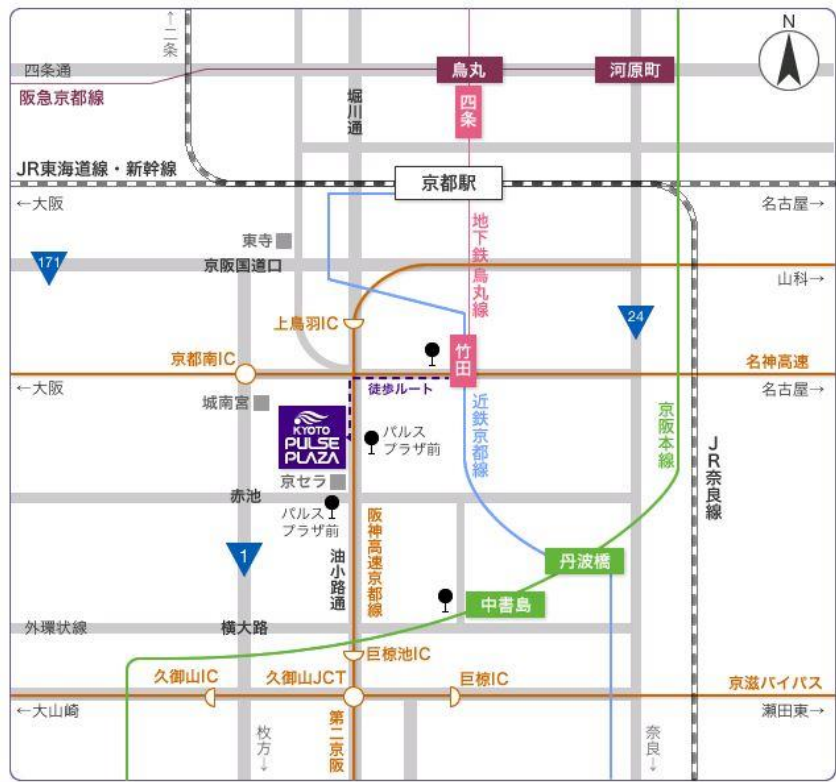 ↑二条
N
四条通
烏丸
河原町
阪急京都線
堀川通
四条
JR東海道線・新幹線
京都駅
←大阪
名古屋→
地下鉄烏丸線
東寺
171
京阪国道口
山科→
上鳥羽IC
24
京都南IC
竹田
名神高速
←大阪
徒歩ルート
名古屋→
城南宮
近鉄京都線
京阪本線
KYOTO
PULSE
PLAZA
パルス
プラザ前
JR奈良線
京セラ
赤池
パルス
プラザ前
阪神高速京都線
1
油小路通
丹波橋
中書島
外環状線
横大路
巨椋池IC
久御山IC
久御山JCT
巨椋IC
京滋バイパス
←大山崎
瀬田東→
第二京阪
枚方↓
奈良↓